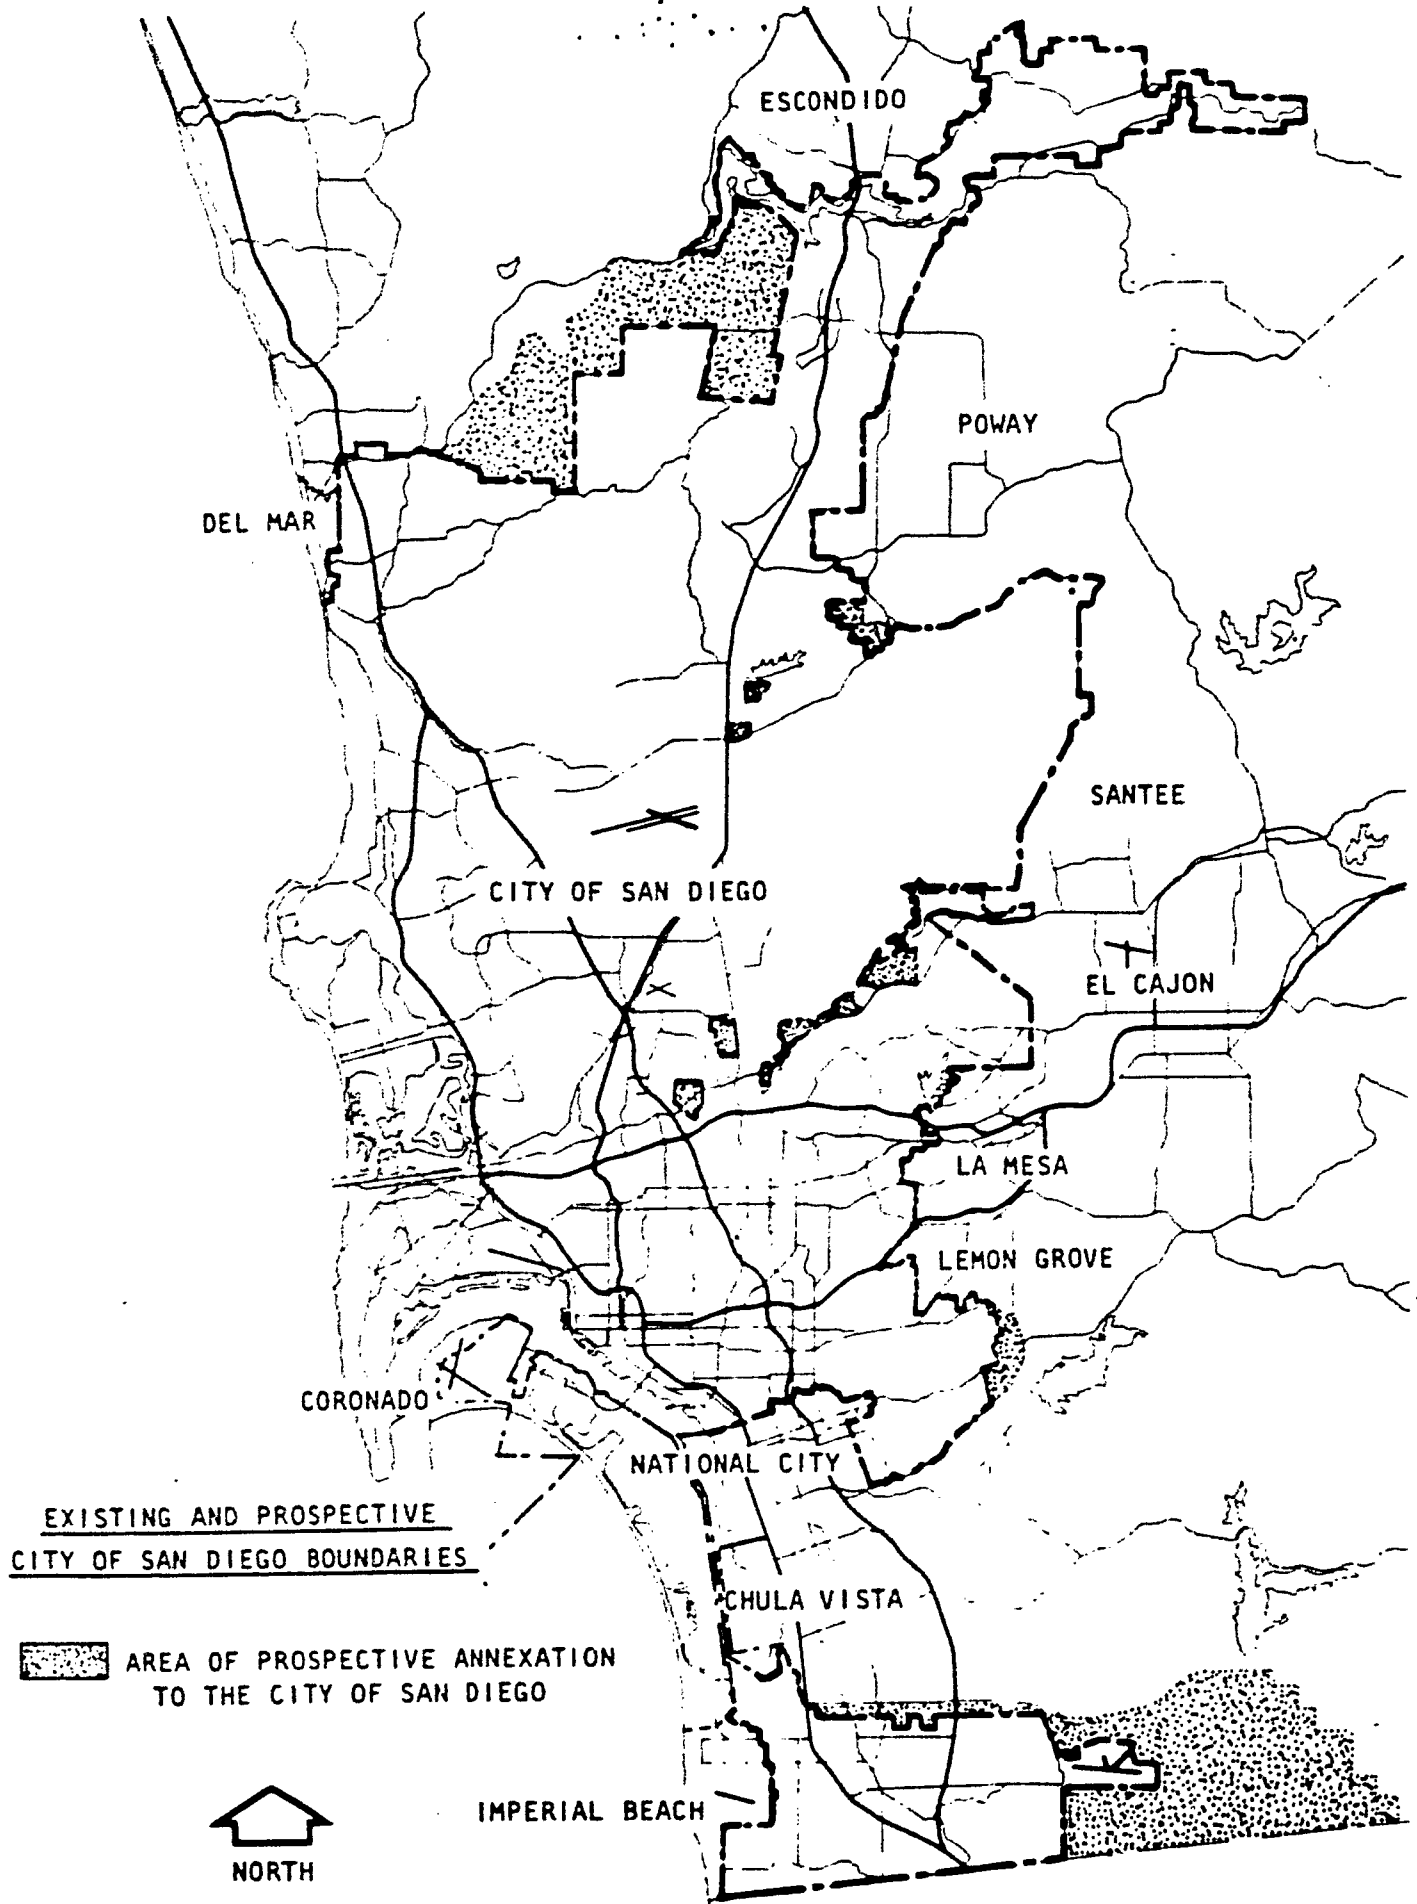 ESCONDIDO
POWAY
DEL MAR
SANTEE
CITY OF SAN DIEGO
EL CAJON
LA MESA
LEMON GROVE
CORONADO
NATIONAL CITY
EXISTING AND PROSPECTIVE
CITY OF SAN DIEGO BOUNDARIES
CHULA VISTA
AREA OF PROSPECTIVE ANNEXATION
TO THE CITY OF SAN DIEGO
IMPERIAL BEACH
NORTH